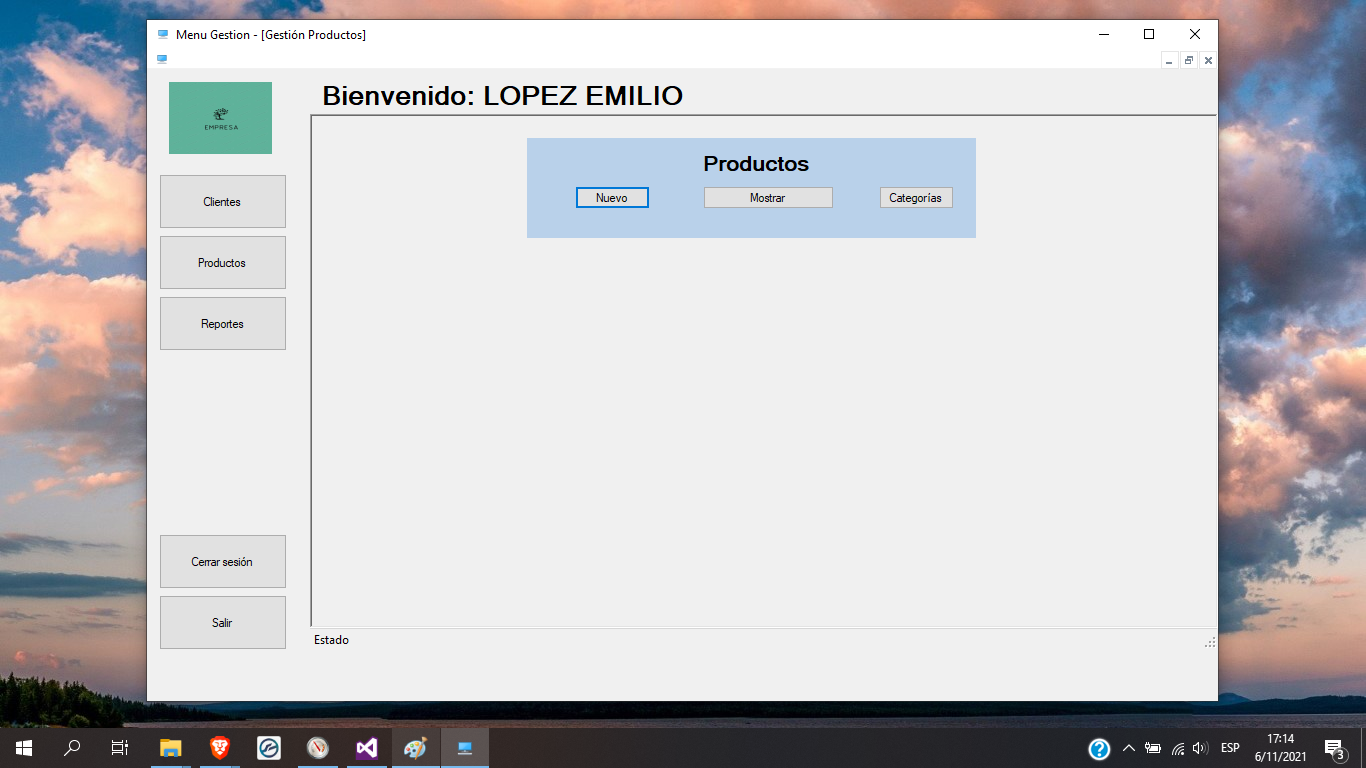 Menu Gestion - [Gestión Productos]
EMPRESA
Bienvenido: LOPEZ EMILIO
Clientes
Productos
Reportes
Cerrar sesión
Salir
Productos
Nuevo
Mostrar
Categorías
Estado
ESP
17:14
6/11/2021
3